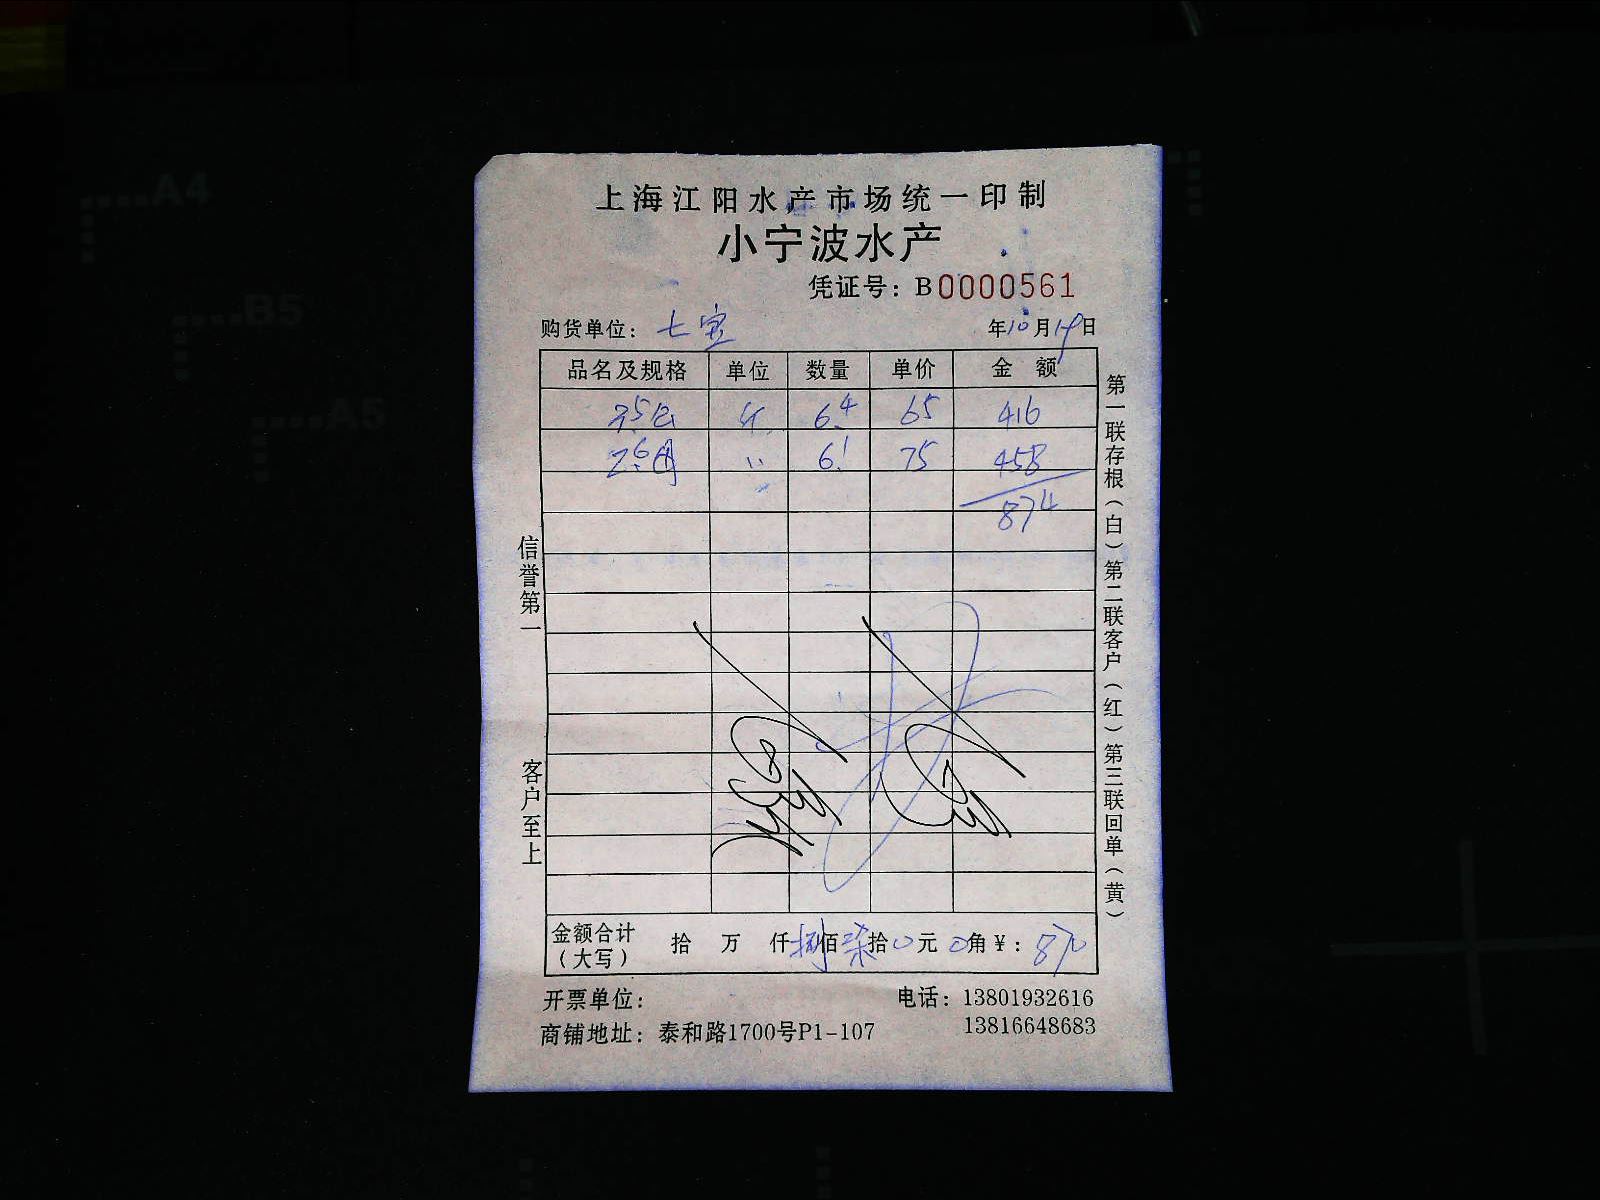 上海江阳水产市场统一印制
小宁波水产
凭证号：B0000561
购货单位：七宝 年10月19日
品名及规格 单位 数量 单价 金额
6.4 65 416
〃 6.1 75 458
874
信誉第一
客户至上
第一联存根（白）第二联客户（红）第三联回单（黄）
金额合计（大写） 拾 万 仟捌佰柒拾0元0角￥：870
开票单位： 电话：13801932616
13816648683
商铺地址：泰和路1700号P1-107
A4
B5
A5